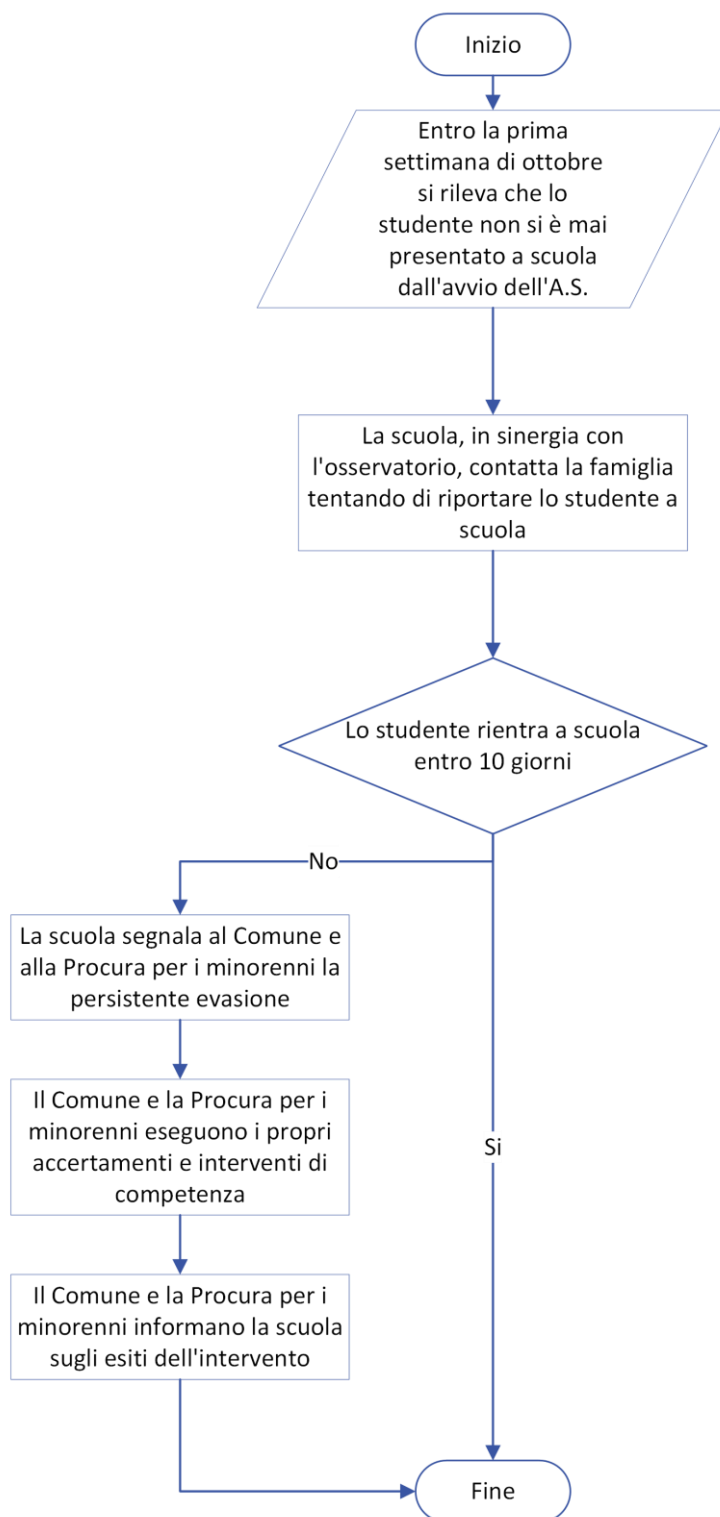 Inizio
Entro la prima
settimana di ottobre
si rileva che lo
studente non si è mai
presentato a scuola
dall'avvio dell'A.S.
La scuola, in sinergia con
l'osservatorio, contatta la famiglia
tentando di riportare lo studente a
scuola
Lo studente rientra a scuola
entro 10 giorni
No
La scuola segnala al Comune e
alla Procura per i minorenni la
persistente evasione
Il Comune e la Procura per i
minorenni eseguono i propri
accertamenti e interventi di
competenza
Si
Il Comune e la Procura per i
minorenni informano la scuola
sugli esiti dell'intervento
Fine